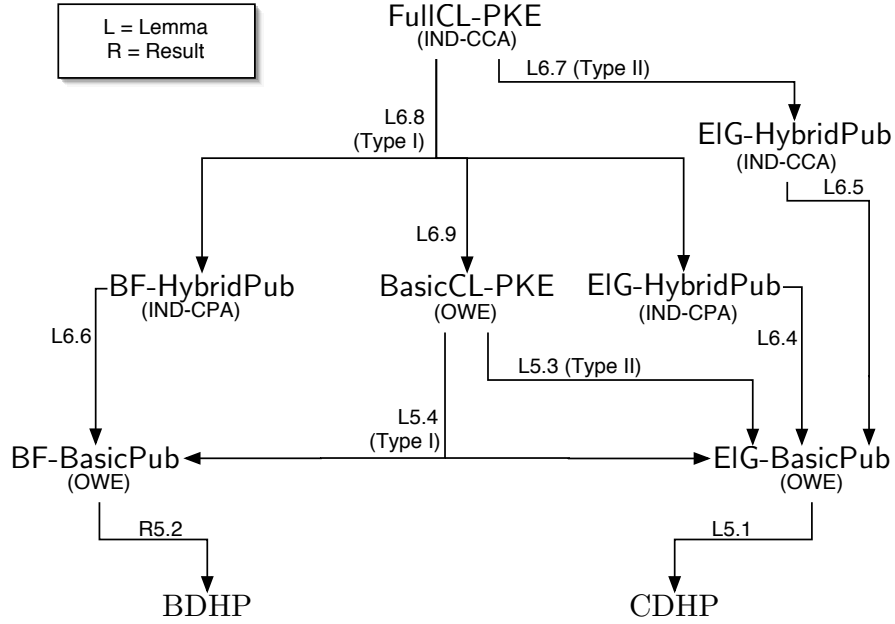 FullCL-PKE
(IND-CCA)
L = Lemma
R = Result
L6.7 (Type II)
L6.8
(Type I)
ElG-HybridPub
(IND-CCA)
L6.5
L6.9
BF-HybridPub
(IND-CPA)
BasicCL-PKE
(OWE)
ElG-HybridPub
(IND-CPA)
L6.6
L6.4
L5.3 (Type II)
L5.4
(Type I)
BF-BasicPub
(OWE)
ElG-BasicPub
(OWE)
R5.2
L5.1
BDHP
CDHP